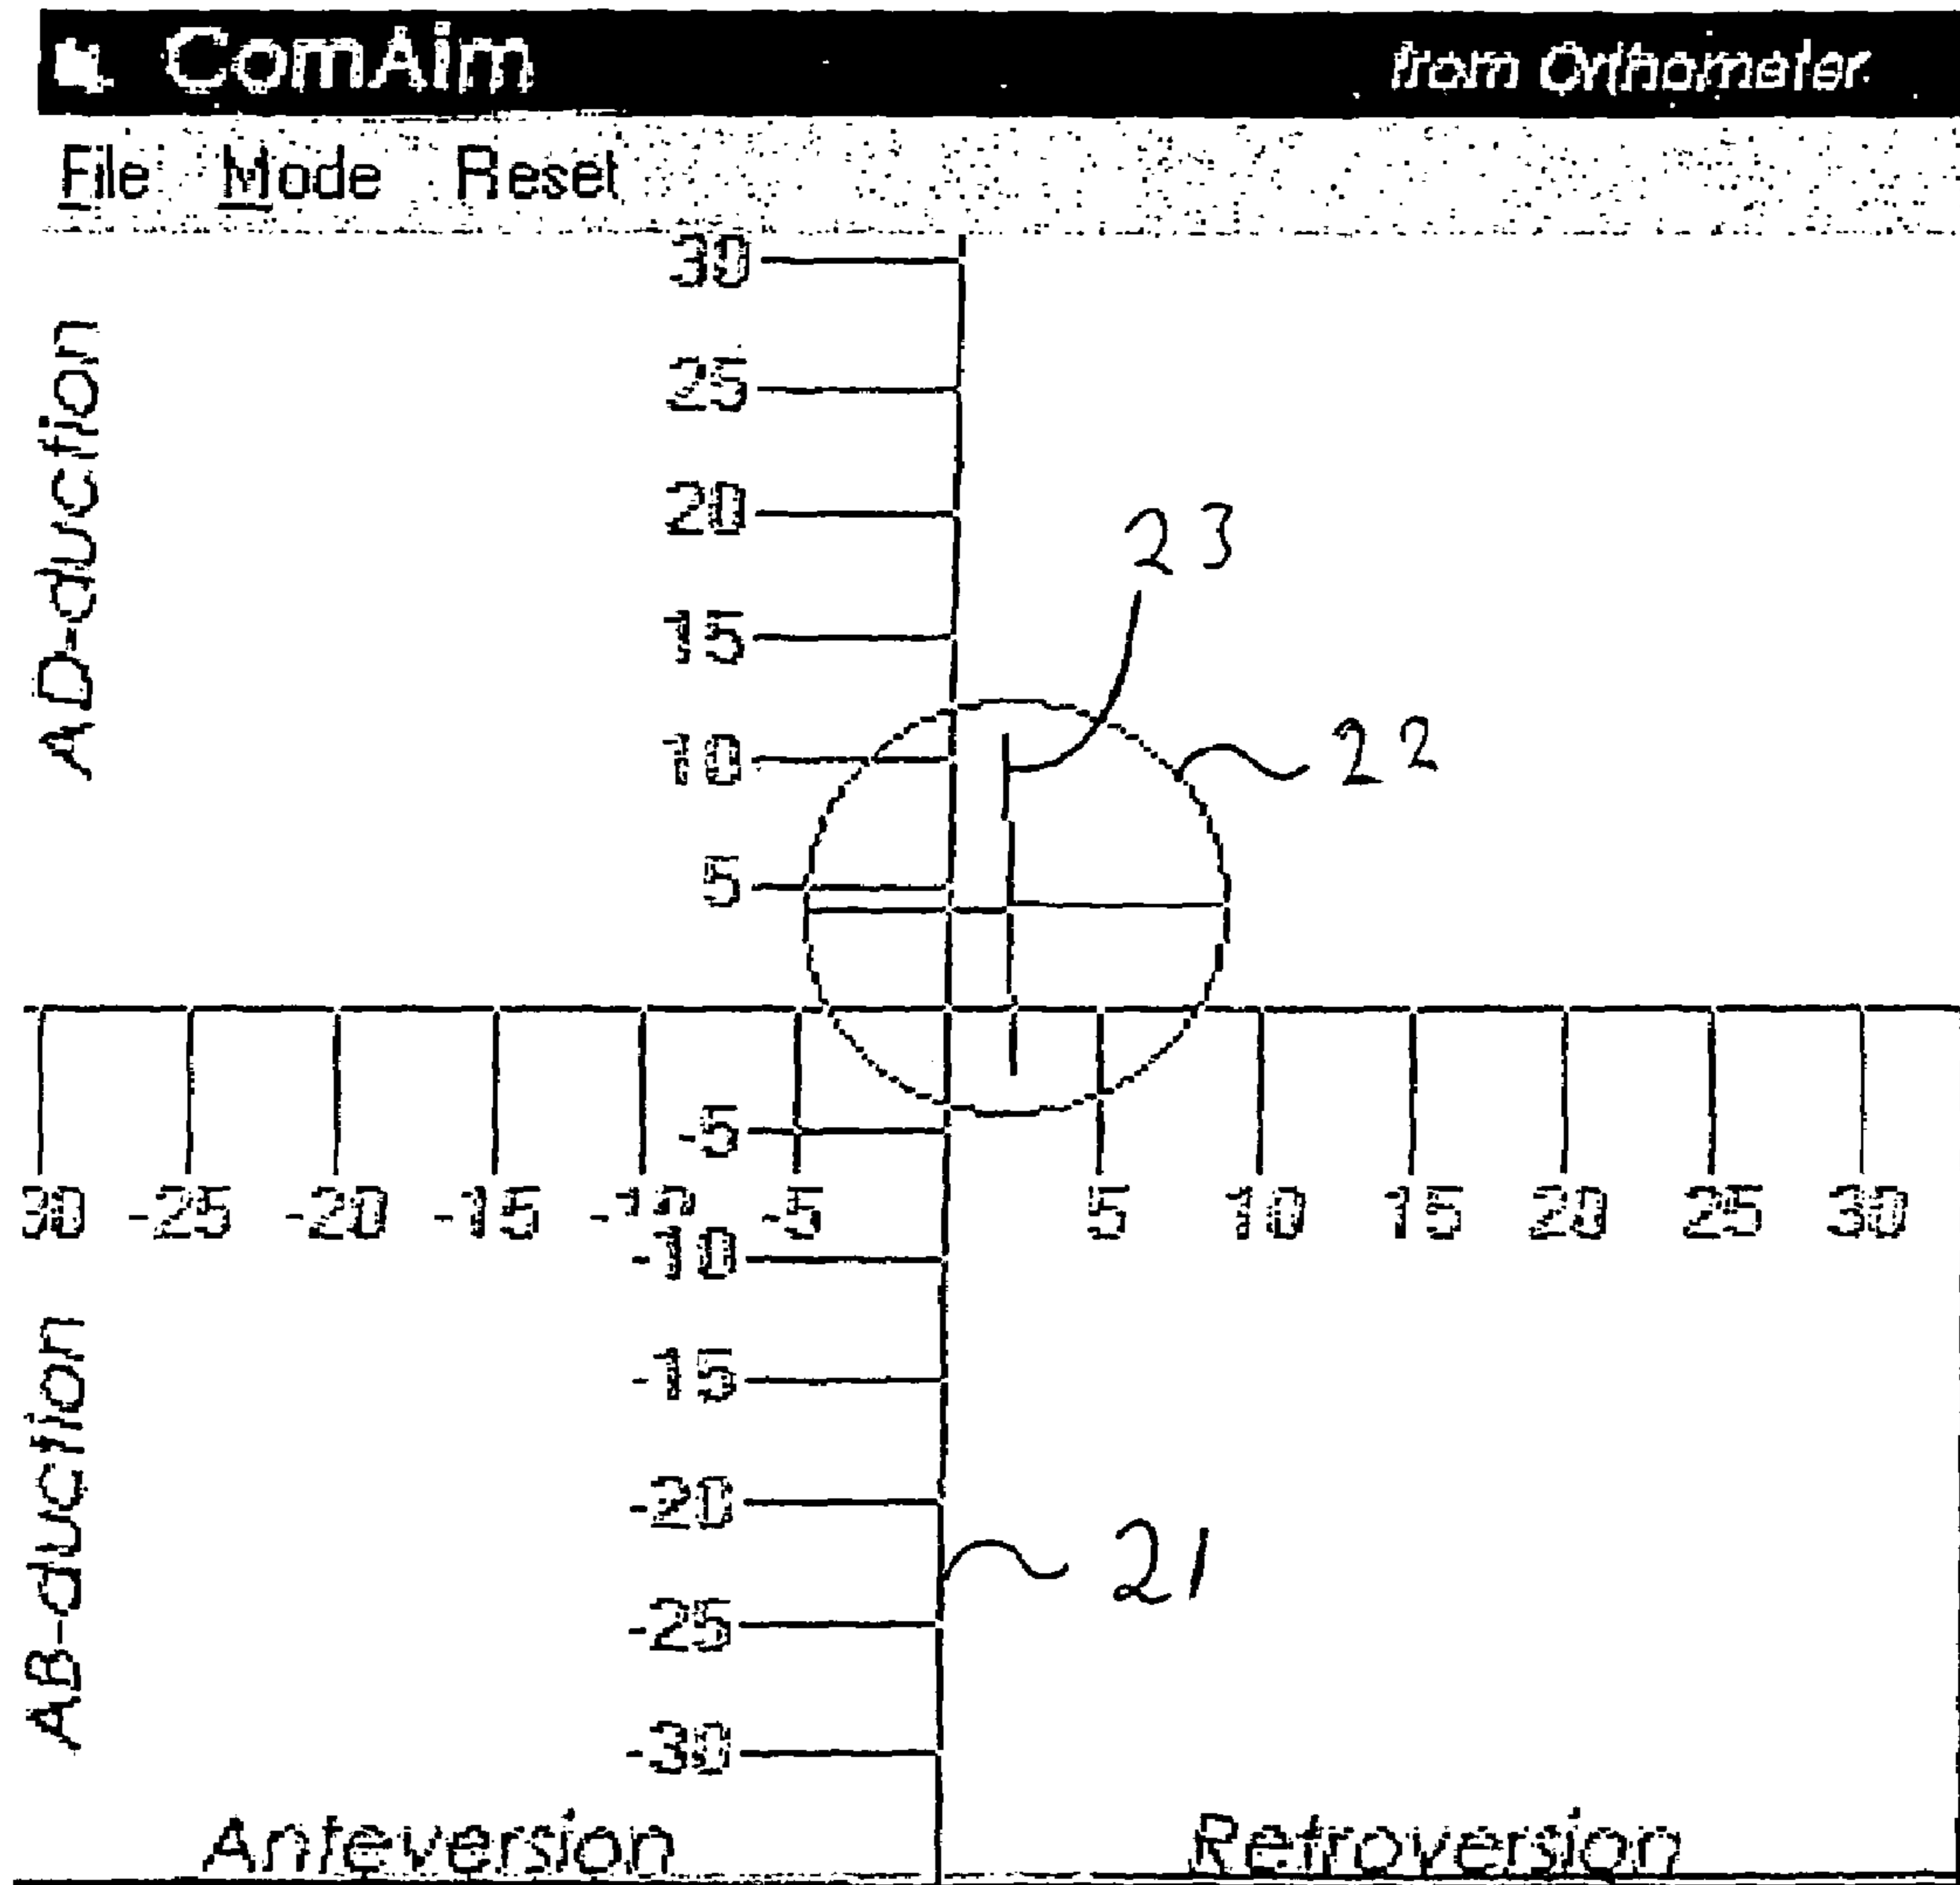 ComAim from Orthometer.
File Mode Reset
30
AD-duction
25
20
23
15
22
10
5
-5
30 -25 -20 -15 -10 -5 5 10 15 20 25 30
-10
AB-duction
-15
-20
21
-25
-30
Anteversion Retroversion